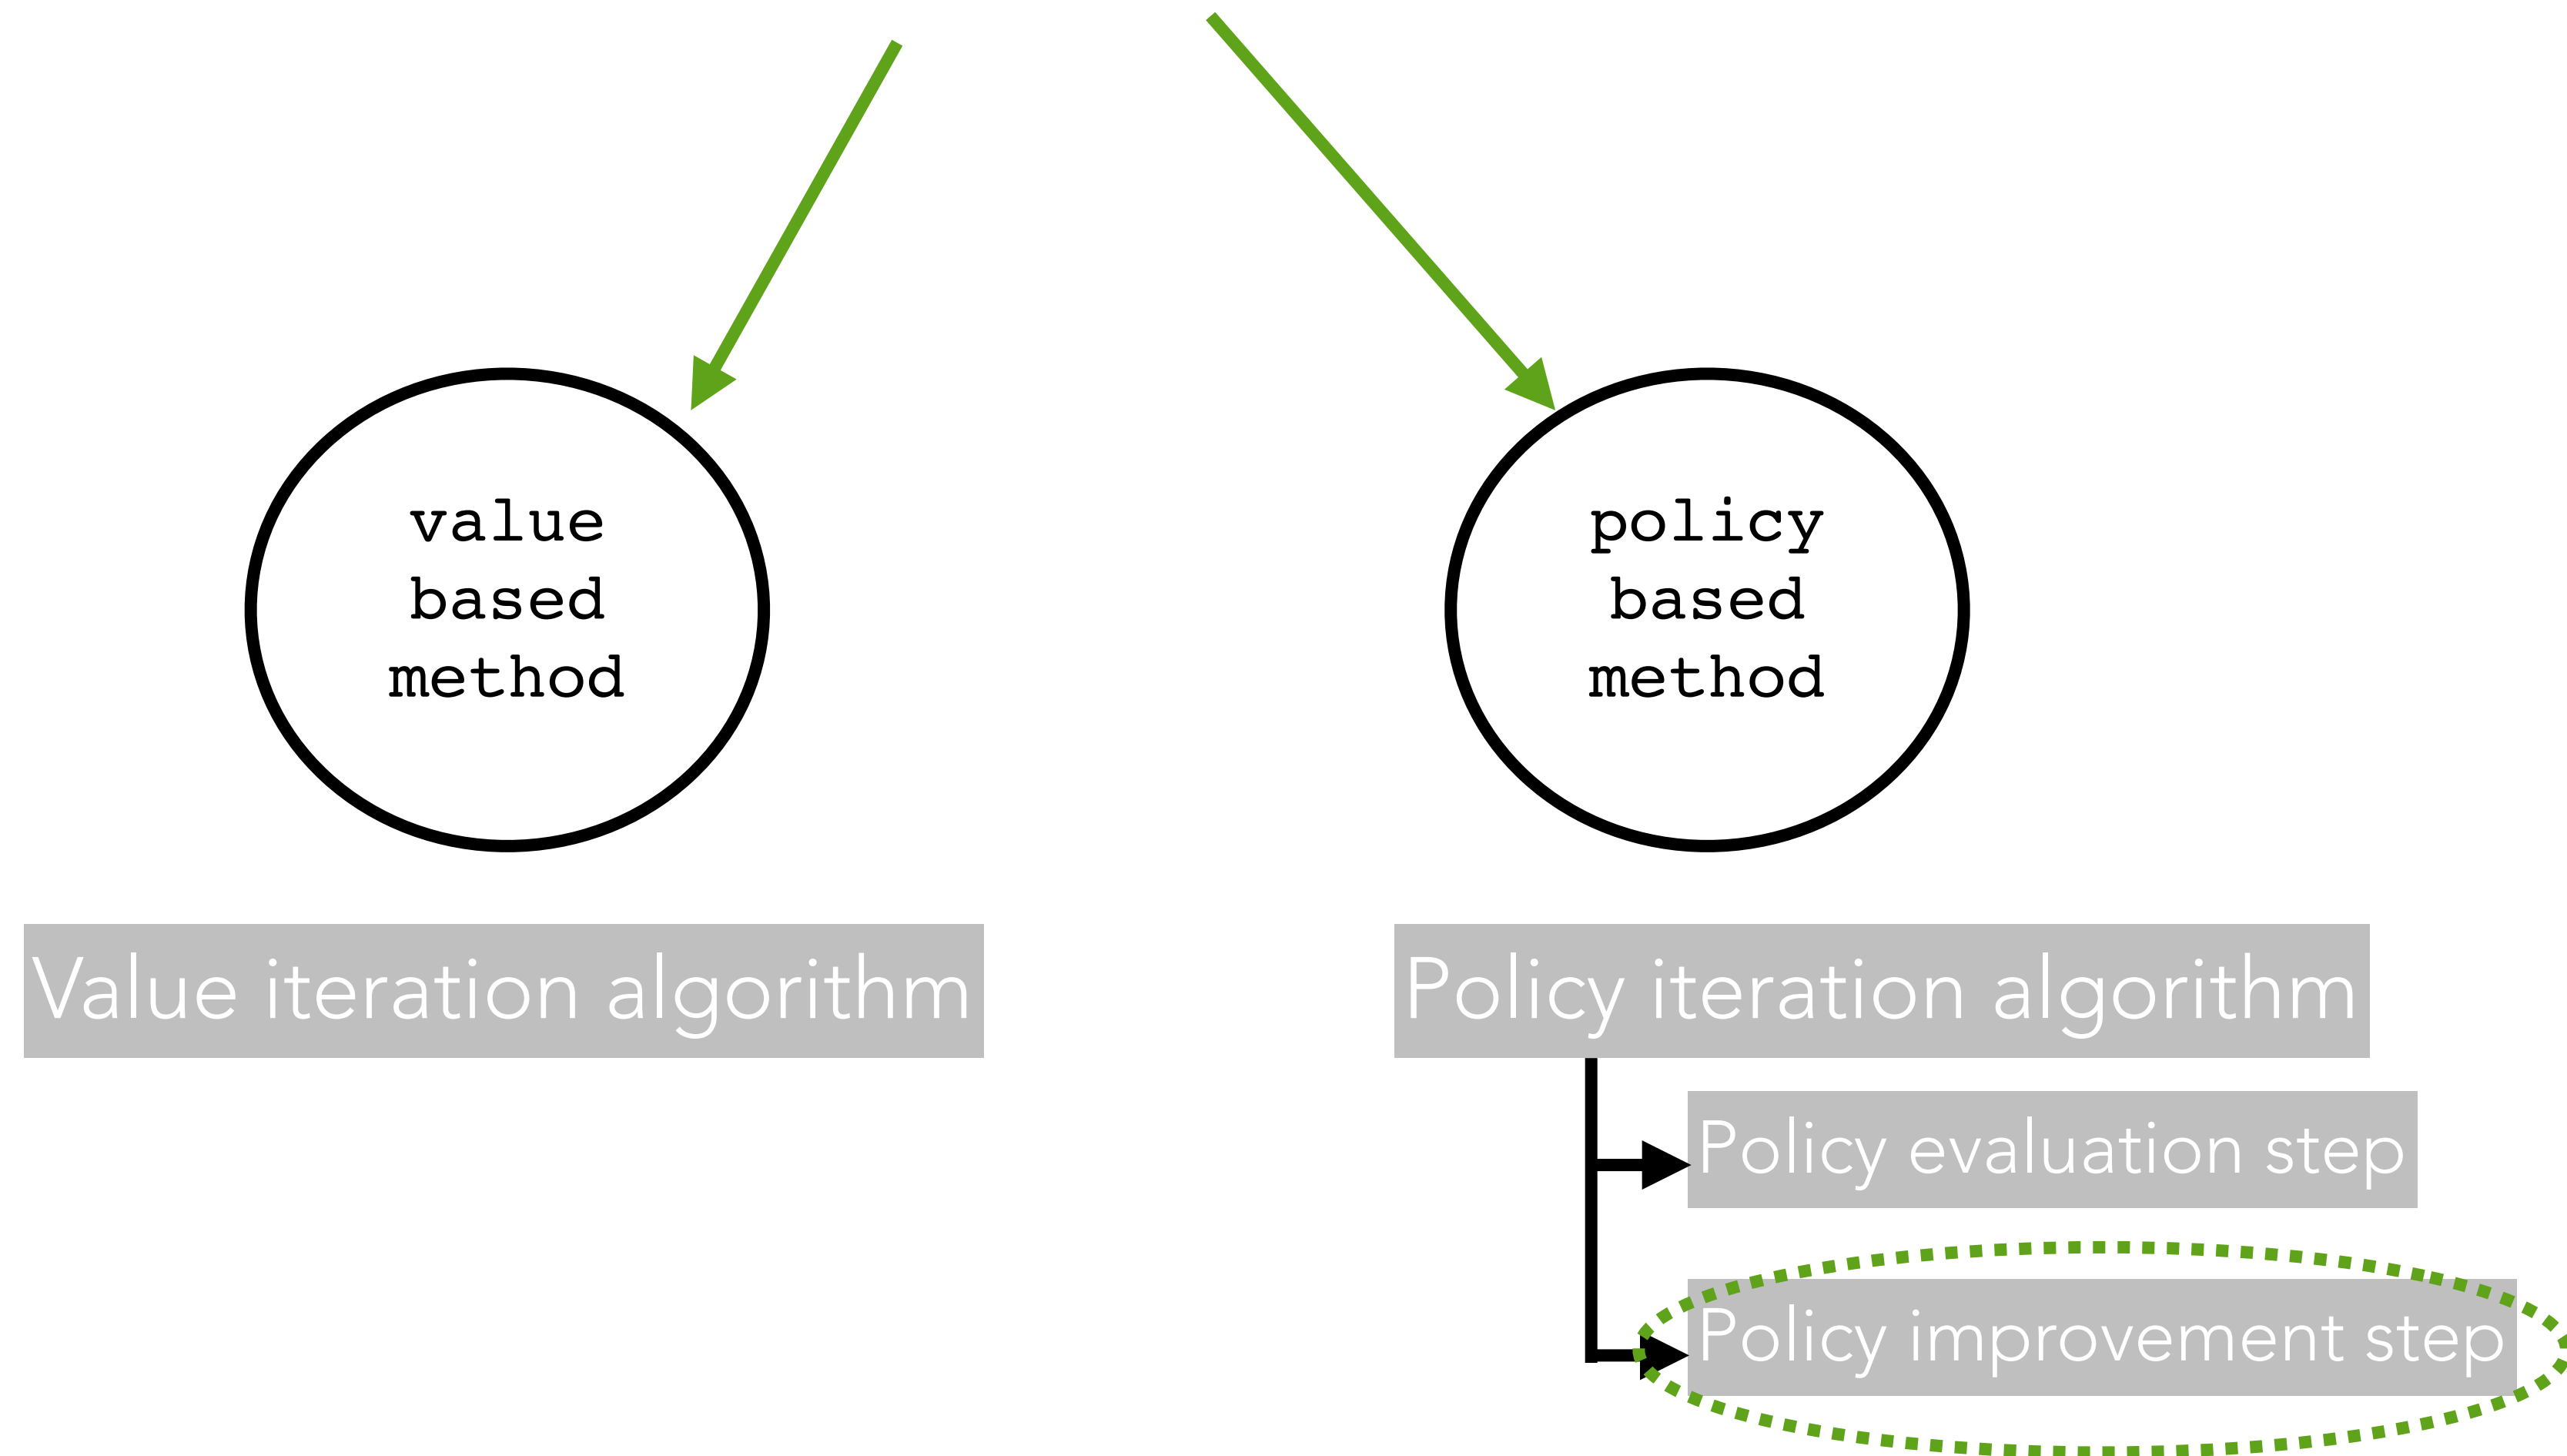 value
based
method
policy
based
method
Value iteration algorithm
Policy iteration algorithm
Policy evaluation step
Policy improvement step